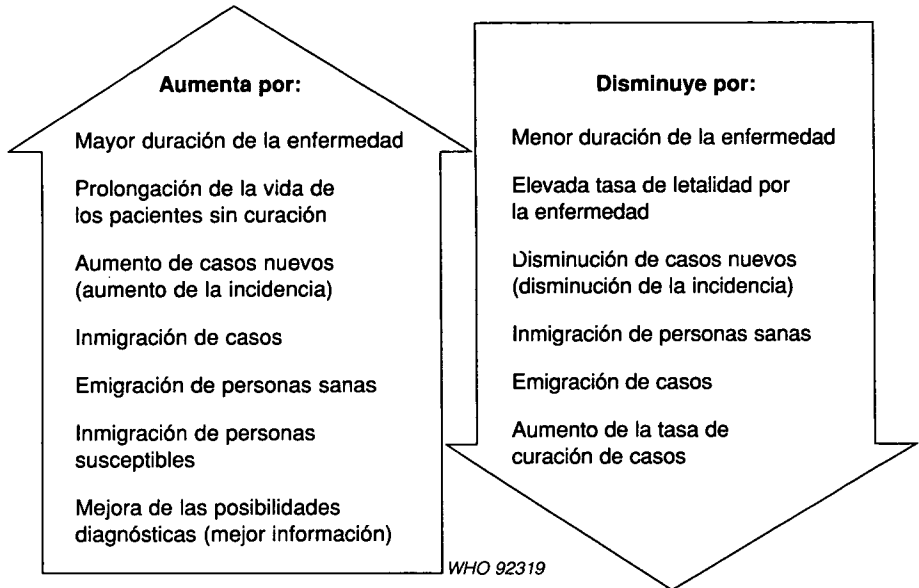 Aumenta por:
Mayor duración de la enfermedad
Prolongación de la vida de
los pacientes sin curación
Aumento de casos nuevos
(aumento de la incidencia)
Inmigración de casos
Emigración de personas sanas
Inmigración de personas
susceptibles
Mejora de las posibilidades
diagnósticas (mejor información)
Disminuye por:
Menor duración de la enfermedad
Elevada tasa de letalidad por
la enfermedad
Disminución de casos nuevos
(disminución de la incidencia)
Inmigración de personas sanas
Emigración de casos
Aumento de la tasa de
curación de casos
WHO 92319